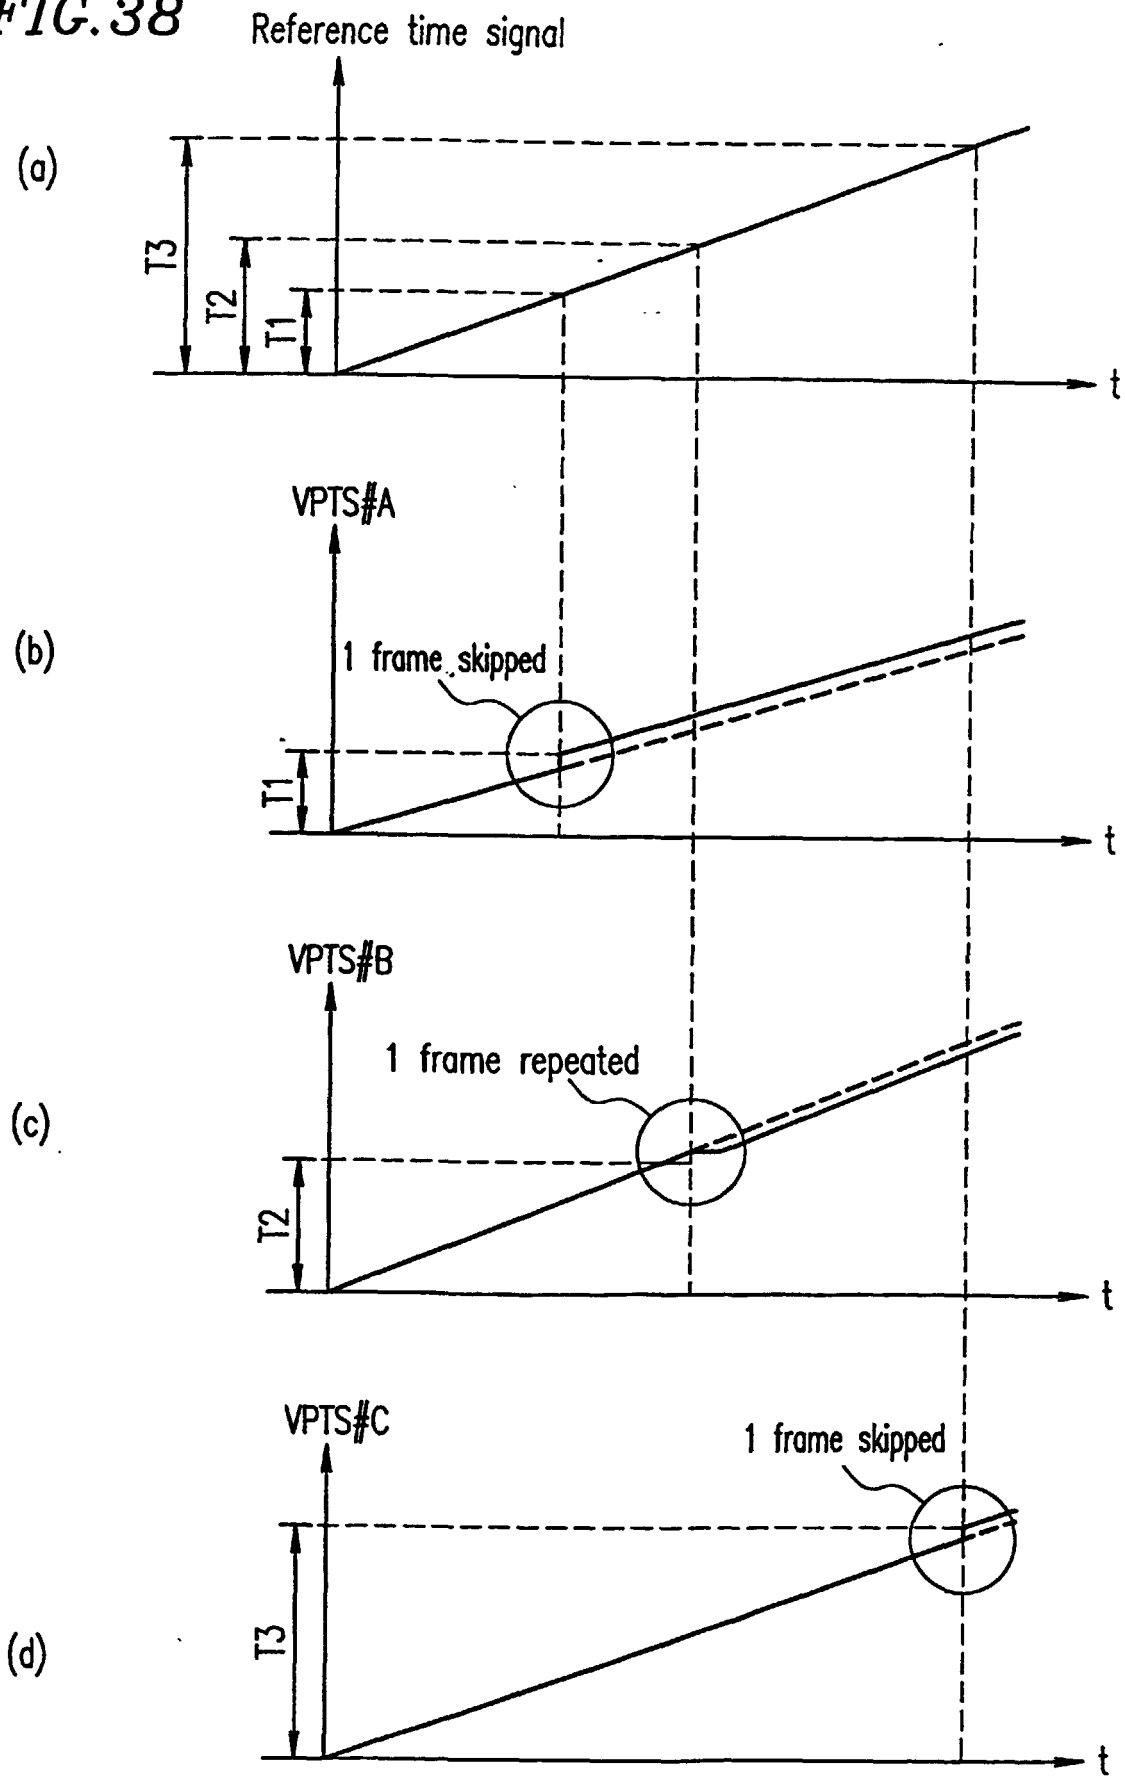 FIG. 38
Reference time signal
(a)
T3
T2
T1
t
VPTS#A
(b)
1 frame skipped
T1
t
VPTS#B
1 frame repeated
(c)
T2
t
VPTS#C
1 frame skipped
T3
(d)
t